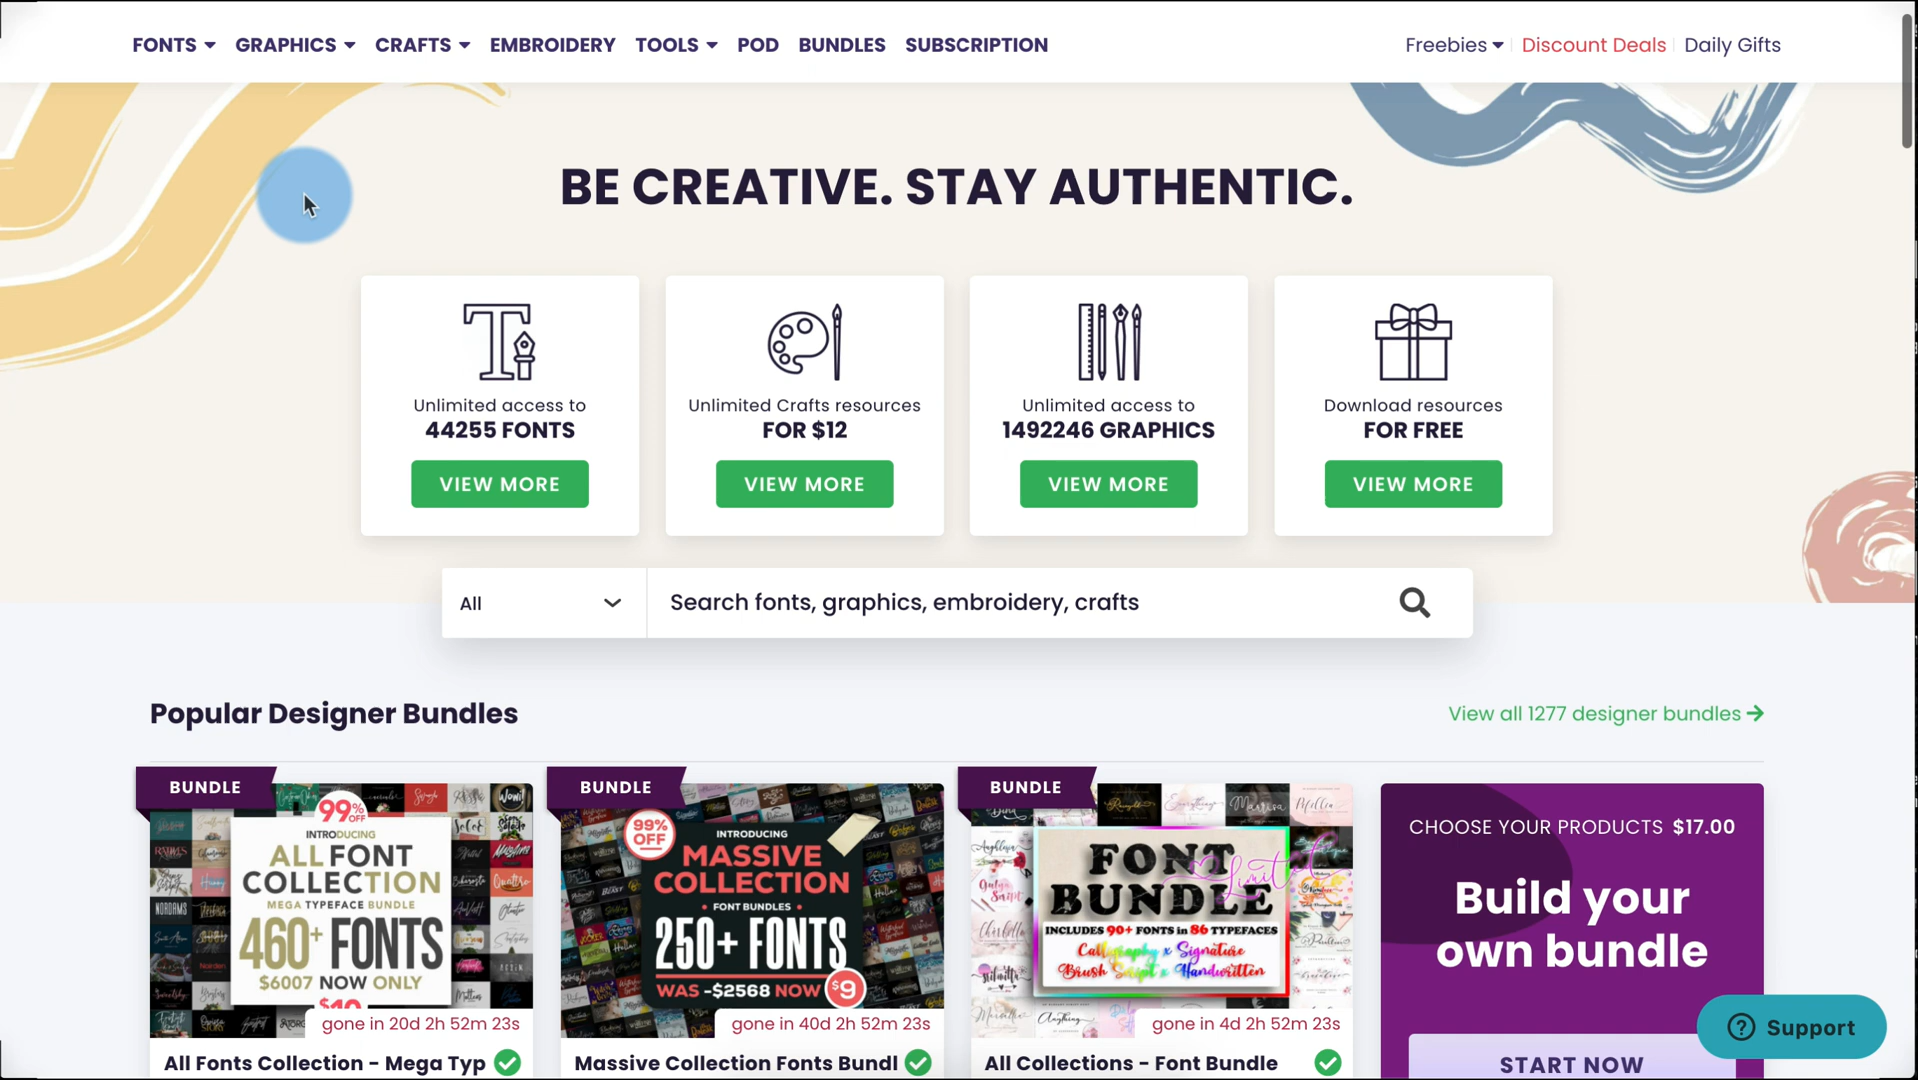 FONTS GRAPHICS CRAFTS EMBROIDERY TOOLS POD BUNDLES SUBSCRIPTION
Freebies Discount Deals Daily Gifts
BE CREATIVE. STAY AUTHENTIC.
Unlimited access to
44255 FONTS
VIEW MORE
Unlimited Crafts resources
FOR $12
VIEW MORE
Unlimited access to
1492246 GRAPHICS
VIEW MORE
Download resources
FOR FREE
VIEW MORE
All
Search fonts, graphics, embroidery, crafts
Popular Designer Bundles
View all 1277 designer bundles
BUNDLE
99% OFF
INTRODUCING
ALL FONT
COLLECTION
MEGA TYPEFACE BUNDLE
460+ FONTS
$6007 NOW ONLY
gone in 20d 2h 52m 23s
All Fonts Collection - Mega Typ
BUNDLE
99%
OFF
INTRODUCING
MASSIVE
COLLECTION
• FONT BUNDLES •
250+ FONTS
WAS -$2568 NOW $9
gone in 40d 2h 52m 23s
Massive Collection Fonts Bundl
BUNDLE
FONT
Limited
BUNDLE
INCLUDES 90+ FONTS in 86 TYPEFACES
Calligraphy x Signature
Brush Script x Handwritten
gone in 4d 2h 52m 23s
All Collections - Font Bundle
CHOOSE YOUR PRODUCTS $17.00
Build your
own bundle
START NOW
Support